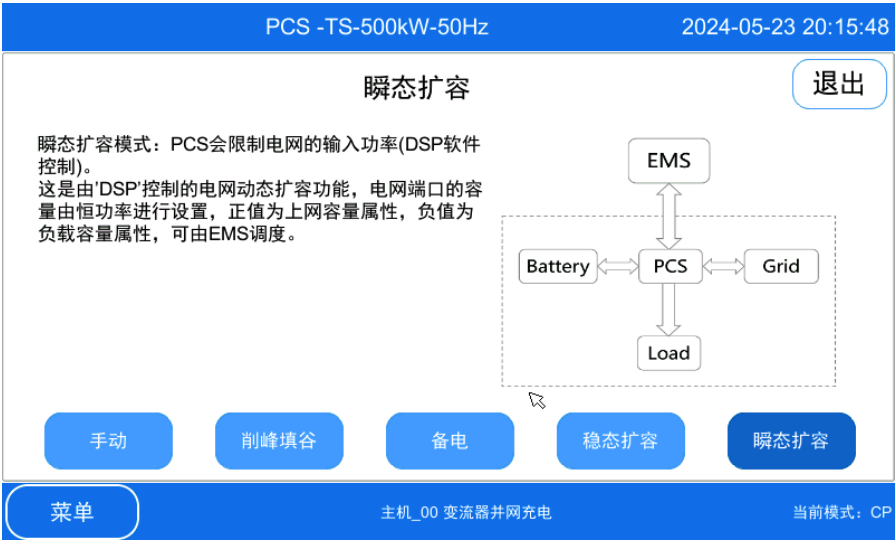 PCS -TS-500kW-50Hz
2024-05-23 20:15:48
瞬态扩容
退出
瞬态扩容模式：PCS会限制电网的输入功率(DSP软件
控制)。
这是由'DSP'控制的电网动态扩容功能，电网端口的容
量由恒功率进行设置，正值为上网容量属性，负值为
负载容量属性，可由EMS调度。
EMS
Battery
PCS
Grid
Load
手动
削峰填谷
备电
稳态扩容
瞬态扩容
菜单
主机_00 变流器并网充电
当前模式：CP